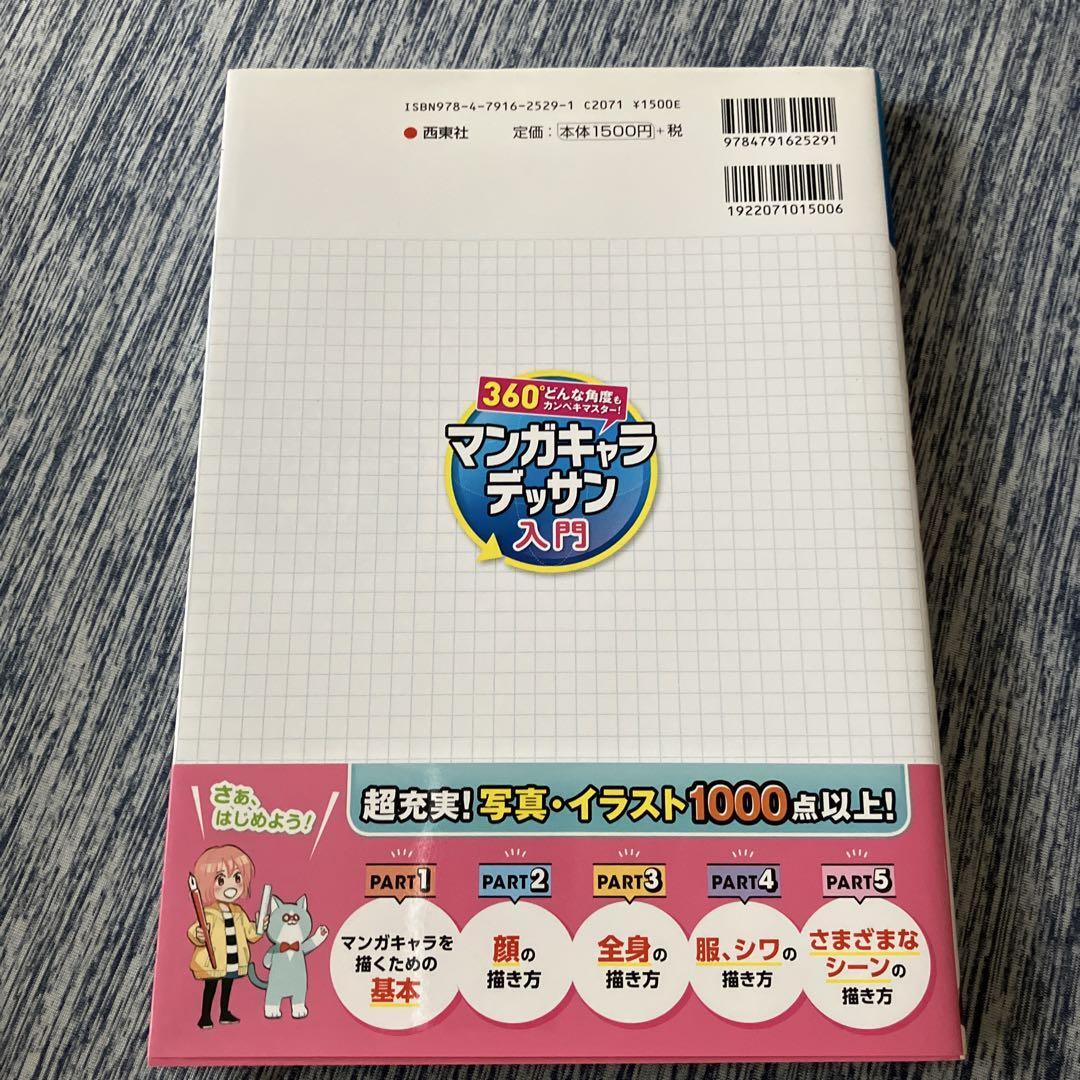 ISBN978-4-7916-2529-1 C2071 ¥1500E
● 西東社 定価：本体1500円+税
9784791625291
1922071015006
360°どんな角度も
カンペキマスター!
マンガキャラ
デッサン
入門
さぁ、
はじめよう!
超充実!写真・イラスト1000点以上!
PART1
マンガキャラを
描くための
基本
PART2
顔の
描き方
PART3
全身の
描き方
PART4
服、シワの
描き方
PART5
さまざまな
シーンの
描き方